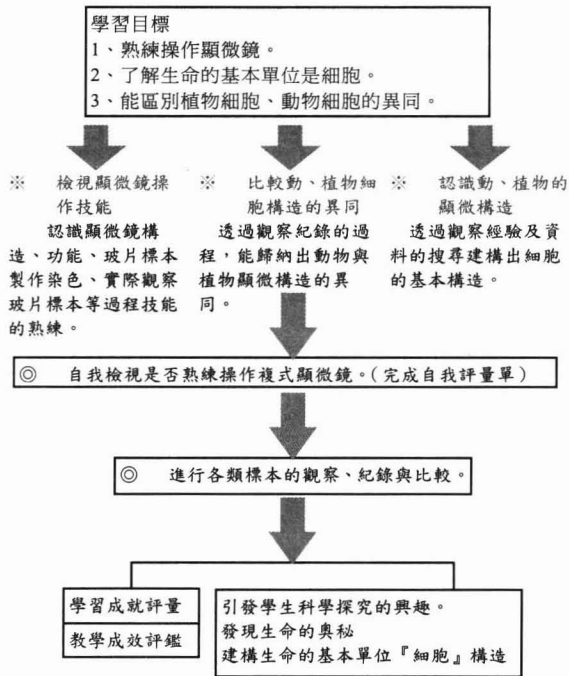 學習目標
1、熟練操作顯微鏡。
2、了解生命的基本單位是細胞。
3、能區別植物細胞、動物細胞的異同。
※ 檢視顯微鏡操
作技能
認識顯微鏡構
造、功能、玻片標本
製作染色、實際觀察
玻片標本等過程技能
的熟練。
※ 比較動、植物細
胞構造的異同
透過觀察紀錄的過
程，能歸納出動物與
植物顯微構造的異
同。
※ 認識動、植物的
顯微構造
透過觀察經驗及資
料的搜尋建構出細胞
的基本構造。
◎ 自我檢視是否熟練操作複式顯微鏡。(完成自我評量單)
◎ 進行各類標本的觀察、紀錄與比較。
學習成就評量
教學成效評鑑
引發學生科學探究的興趣。
發現生命的奧秘
建構生命的基本單位『細胞』構造